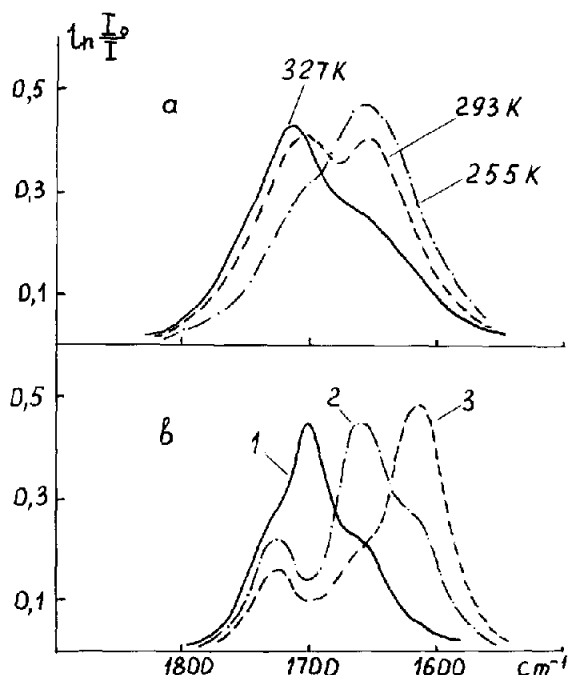 ln I₀/I
0,5
a
327K
293K
255K
0,3
0,1
0,5
b
1
2
3
0,3
0,1
1800 1700 1600 cm⁻¹